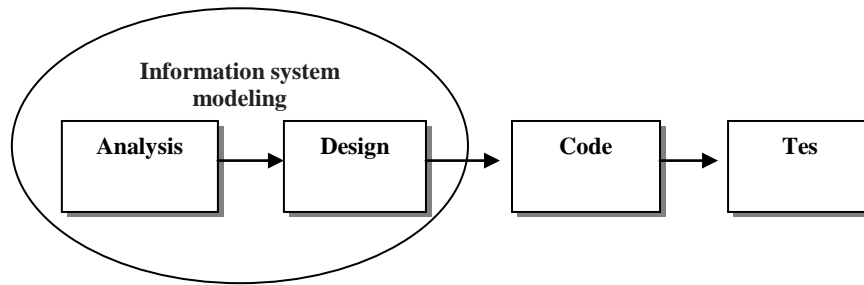 Information system
modeling
Analysis
Design
Code
Tes